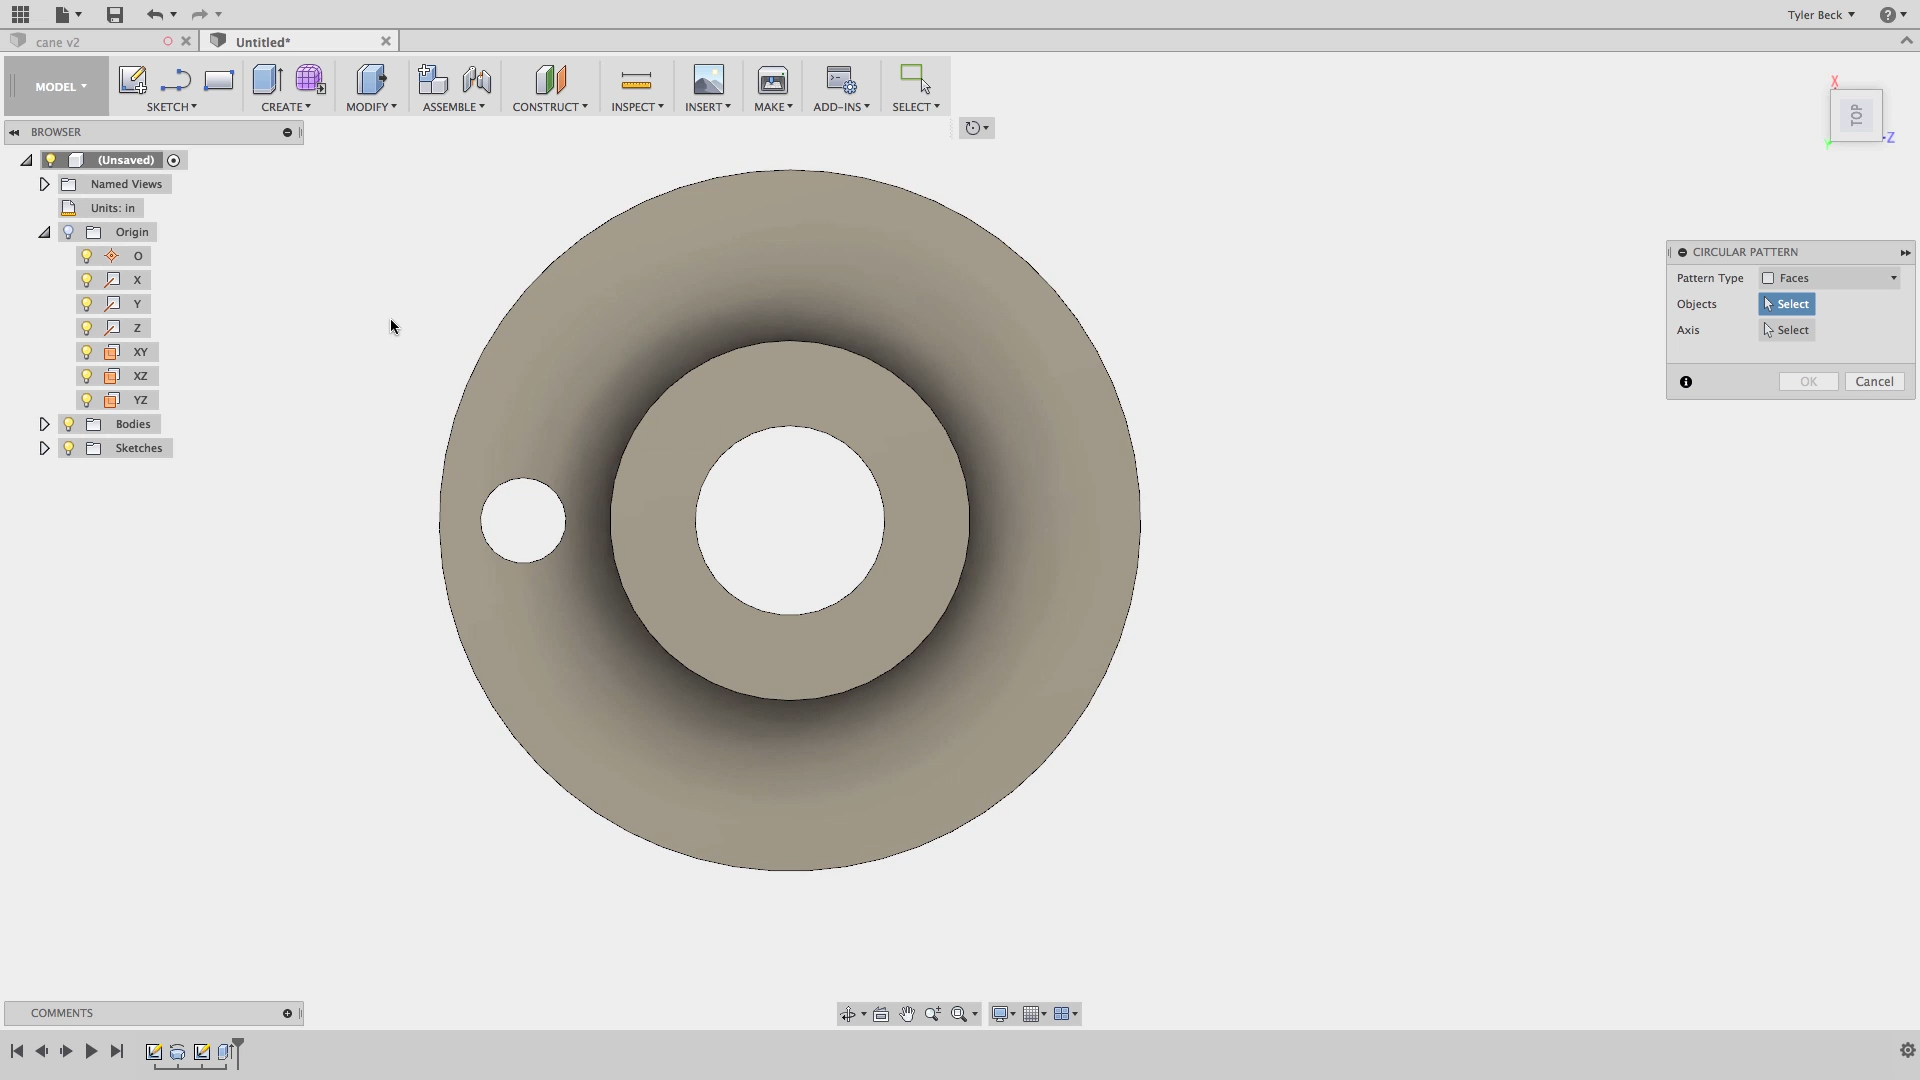 Tyler Beck
?
cane v2
Untitled*
MODEL
SKETCH
CREATE
MODIFY
ASSEMBLE
CONSTRUCT
INSPECT
INSERT
MAKE
ADD-INS
SELECT
X
TOP
Z
Y
BROWSER
(Unsaved)
Named Views
Units: in
Origin
O
X
Y
Z
XY
XZ
YZ
Bodies
Sketches
CIRCULAR PATTERN
Pattern Type
Faces
Objects
Select
Axis
Select
OK
Cancel
COMMENTS